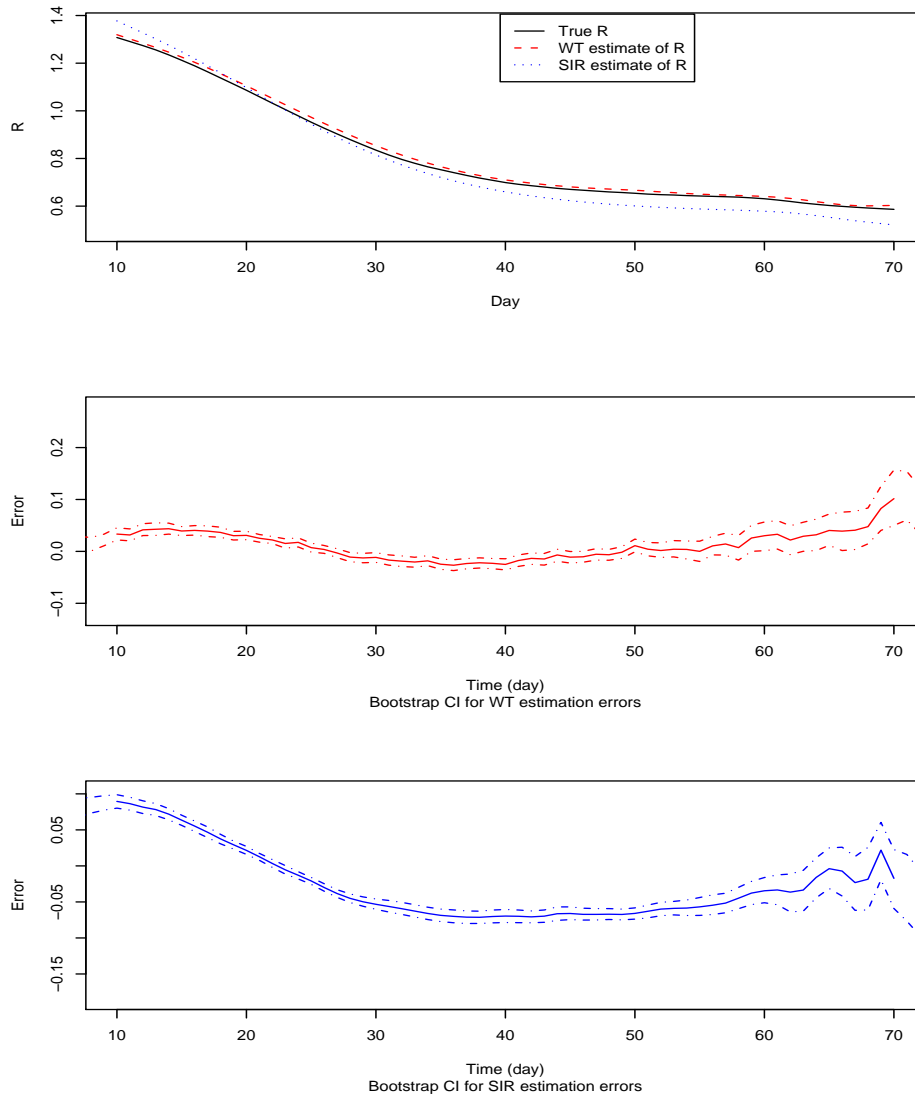 True R
WT estimate of R
SIR estimate of R
R
1.4
1.2
1.0
0.8
0.6
10 20 30 40 50 60 70
Day
Error
0.2
0.1
0.0
−0.1
10 20 30 40 50 60 70
Time (day)
Bootstrap CI for WT estimation errors
Error
0.05
−0.05
−0.15
10 20 30 40 50 60 70
Time (day)
Bootstrap CI for SIR estimation errors